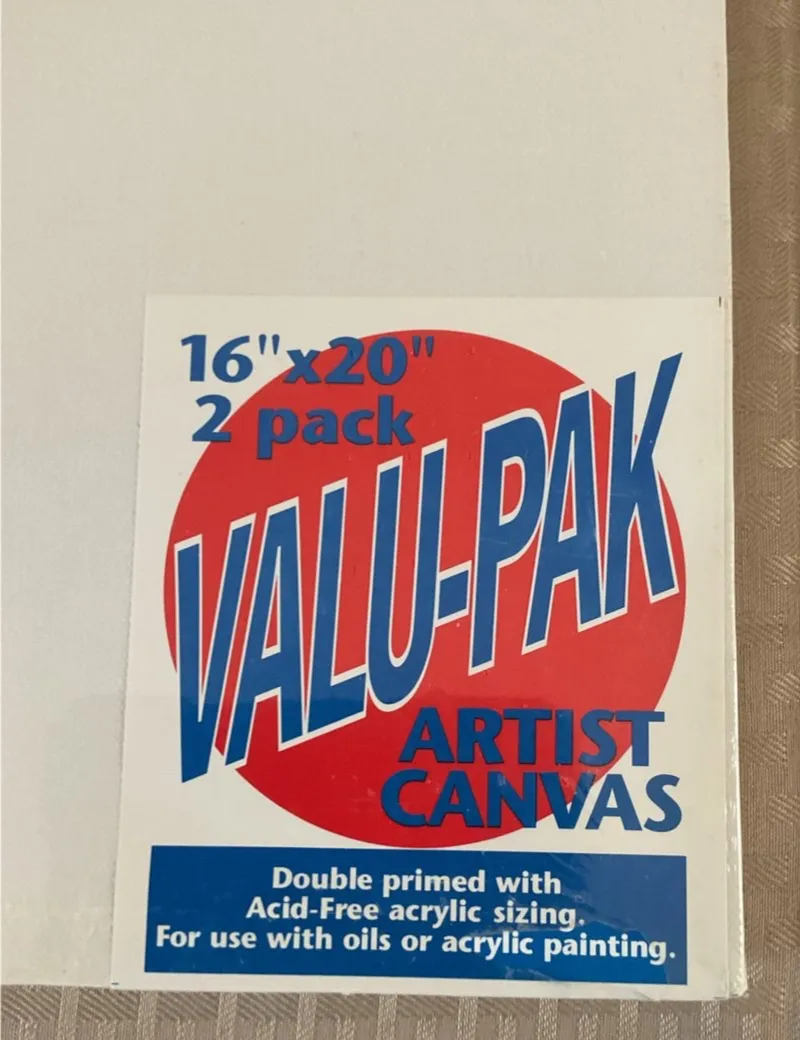 16"x20"
2 pack
VALU-PAK
ARTIST
CANVAS
Double primed with
Acid-Free acrylic sizing.
For use with oils or acrylic painting.